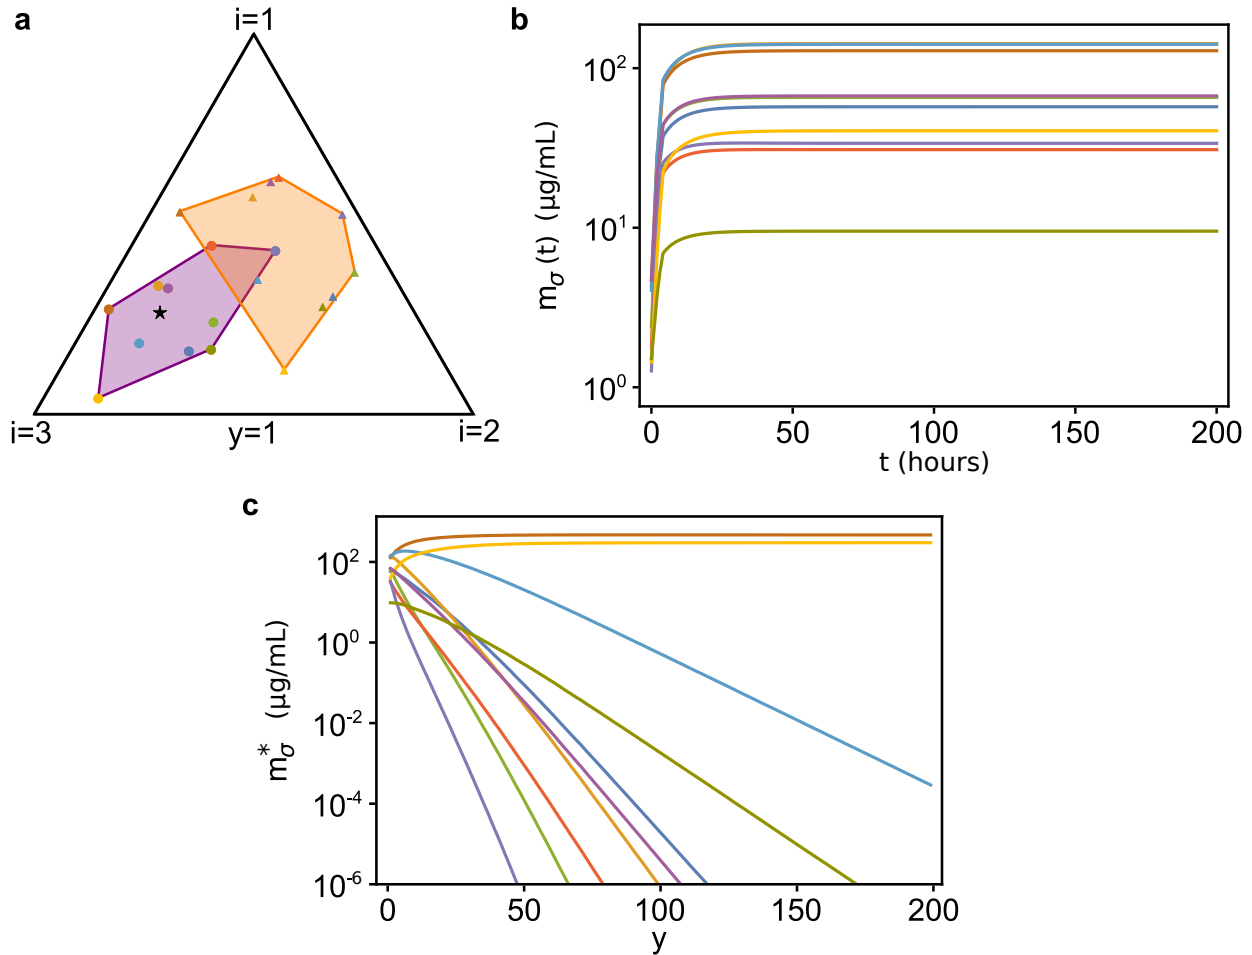 a
i=1
i=3
y=1
i=2
b
m_σ(t) (µg/mL)
10²
10¹
10⁰
0
50
100
150
200
t (hours)
c
m*_σ (µg/mL)
10²
10⁰
10⁻²
10⁻⁴
10⁻⁶
0
50
100
150
200
y